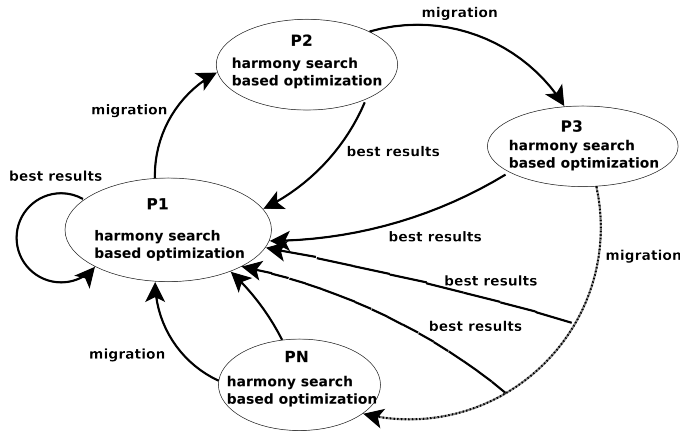 migration
P2
harmony search
based optimization
migration
P3
harmony search
based optimization
best results
best results
P1
harmony search
based optimization
best results
migration
best results
best results
migration
PN
harmony search
based optimization